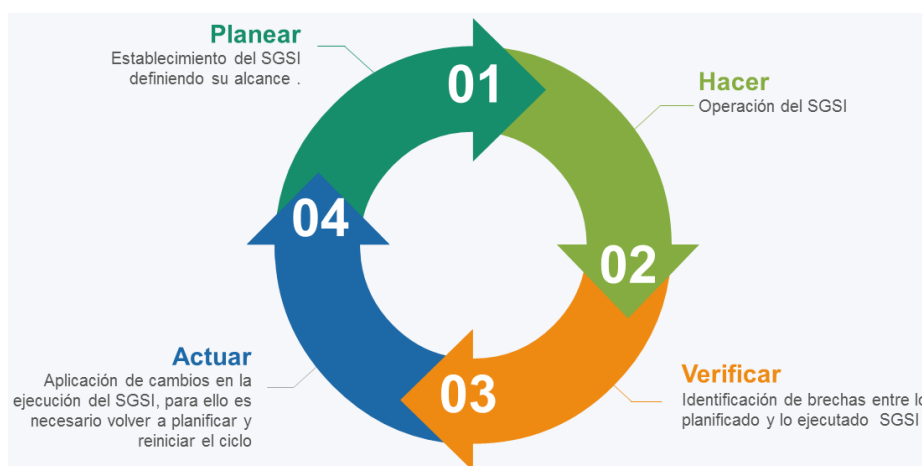 Planear
Establecimiento del SGSI
definiendo su alcance .
01
Hacer
Operación del SGSI
02
Verificar
Identificación de brechas entre lo
planificado y lo ejecutado SGSI
03
Actuar
Aplicación de cambios en la
ejecución del SGSI, para ello es
necesario volver a planificar y
reiniciar el ciclo
04